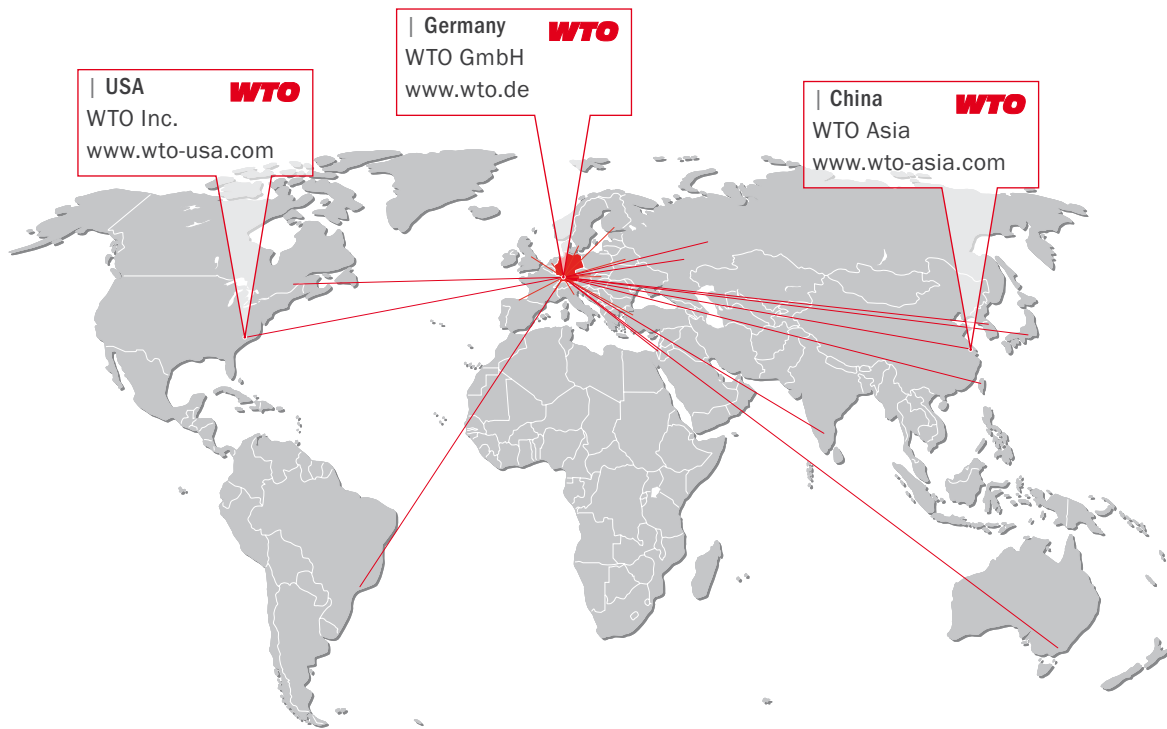 | USA WTO
WTO Inc.
www.wto-usa.com
| Germany WTO
WTO GmbH
www.wto.de
| China WTO
WTO Asia
www.wto-asia.com